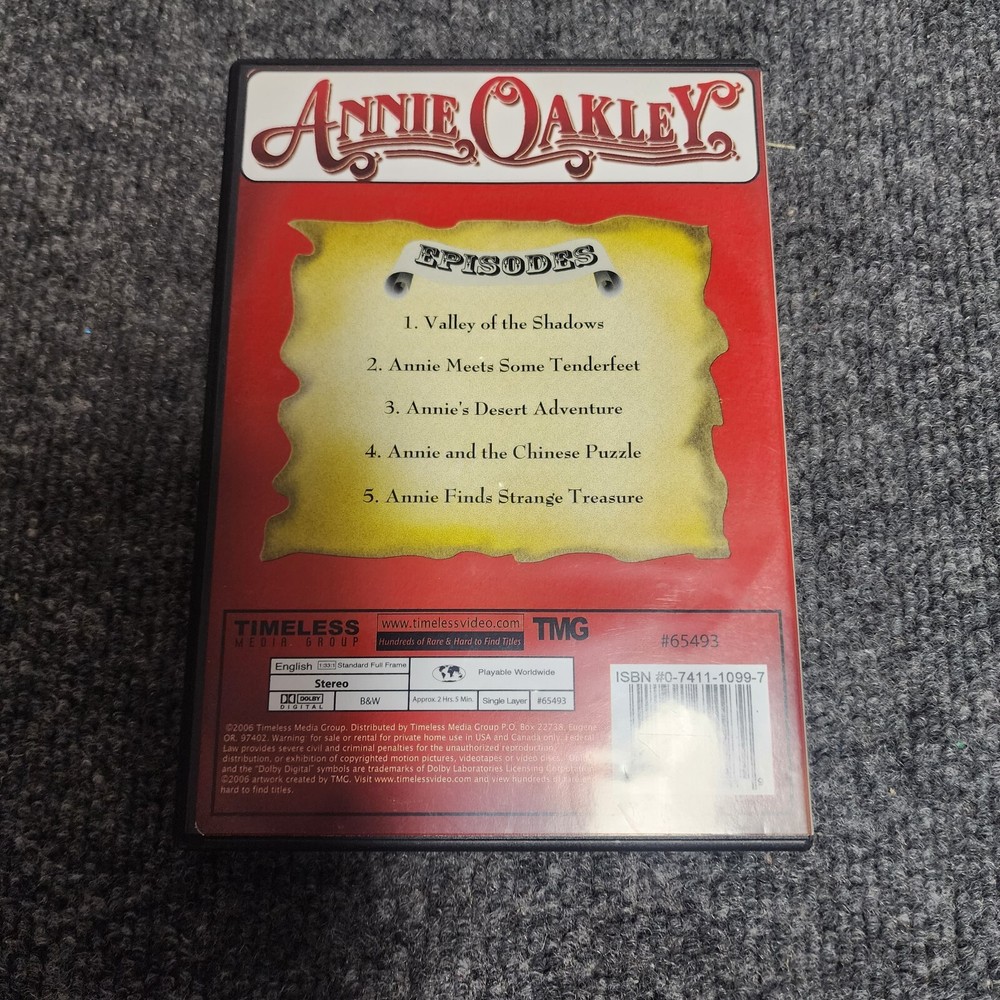 ANNIE OAKLEY
EPISODES
1. Valley of the Shadows
2. Annie Meets Some Tenderfeet
3. Annie's Desert Adventure
4. Annie and the Chinese Puzzle
5. Annie Finds Strange Treasure
TIMELESS
MEDIA GROUP
www.timelessvideo.com
Hundreds of Rare & Hard to Find Titles
TMG
#65493
English 1:33:1 Standard Full Frame
Playable Worldwide
Stereo
DOLBY
DIGITAL
B&W
Approx. 2 Hrs. 5 Min.
Single Layer
#65493
ISBN #0-7411-1099-7
©2006 Timeless Media Group. Distributed by Timeless Media Group P.O. Box 22738, Eugene
OR. 97402. Warning: for sale or rental for private home use in USA and Canada only. Federal
Law provides severe civil and criminal penalties for the unauthorized reproduction,
distribution, or exhibition of copyrighted motion pictures, videotapes or video discs.
and the "Dolby Digital" symbols are trademarks of Dolby Laboratories Licensing
©2006 artwork created by TMG. Visit www.timelessvideo.com and view hundreds of
hard to find titles.